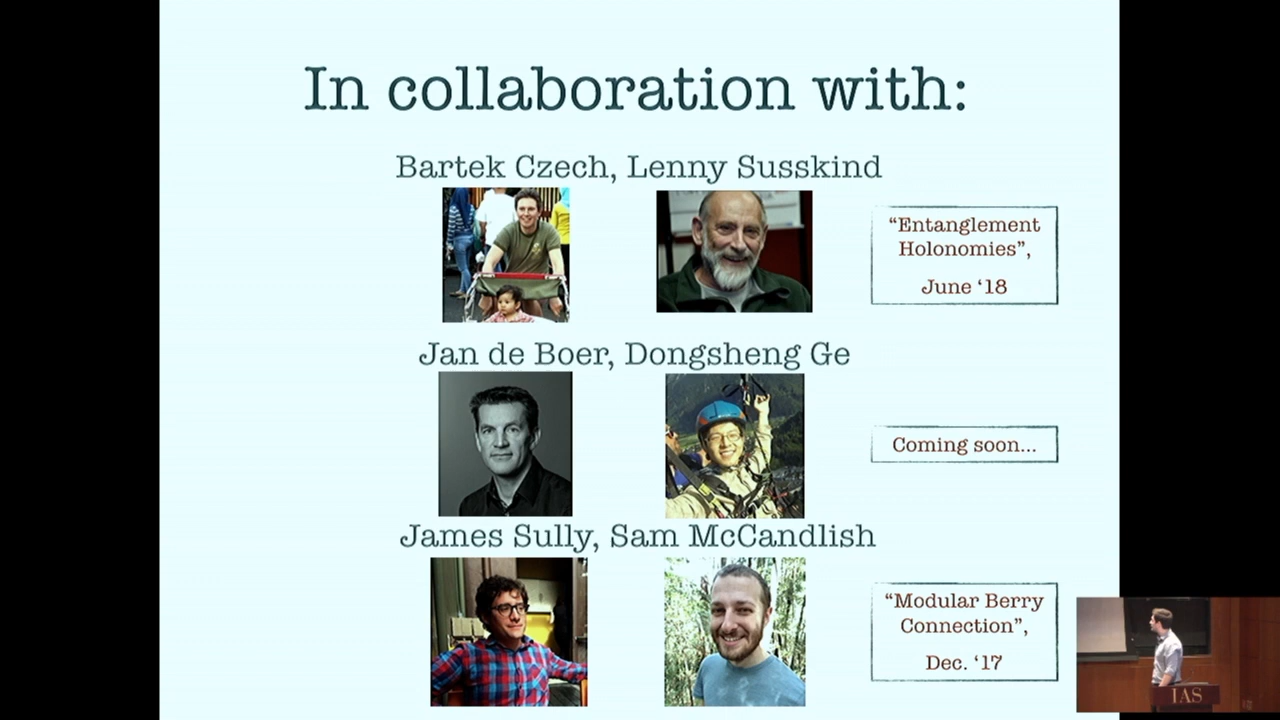 In collaboration with:
Bartek Czech, Lenny Susskind
“Entanglement
Holonomies”,
June ‘18
Jan de Boer, Dongsheng Ge
Coming soon...
James Sully, Sam McCandlish
“Modular Berry
Connection”,
Dec. ‘17
IAS